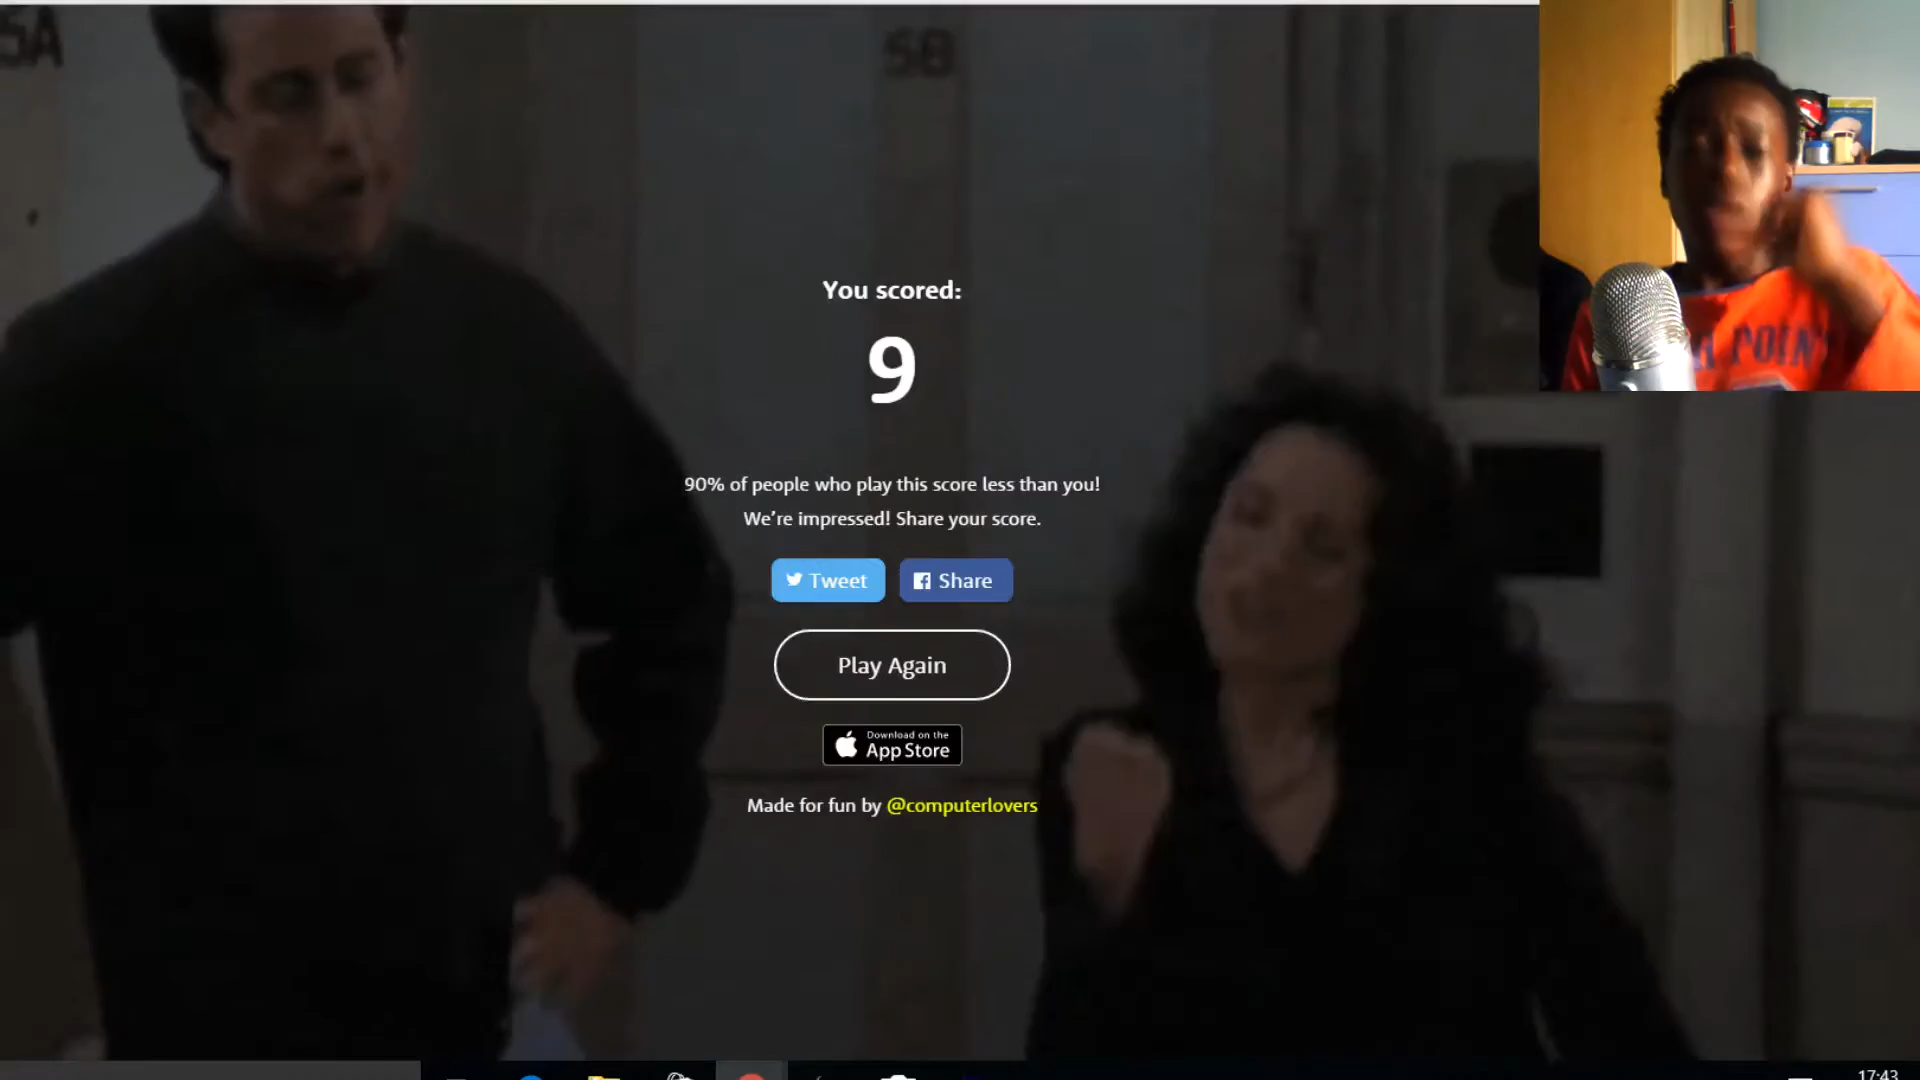 5A
5B
You scored:
9
90% of people who play this score less than you!
We're impressed! Share your score.
Tweet
Share
Play Again
Download on the
App Store
Made for fun by @computerlovers
17:43